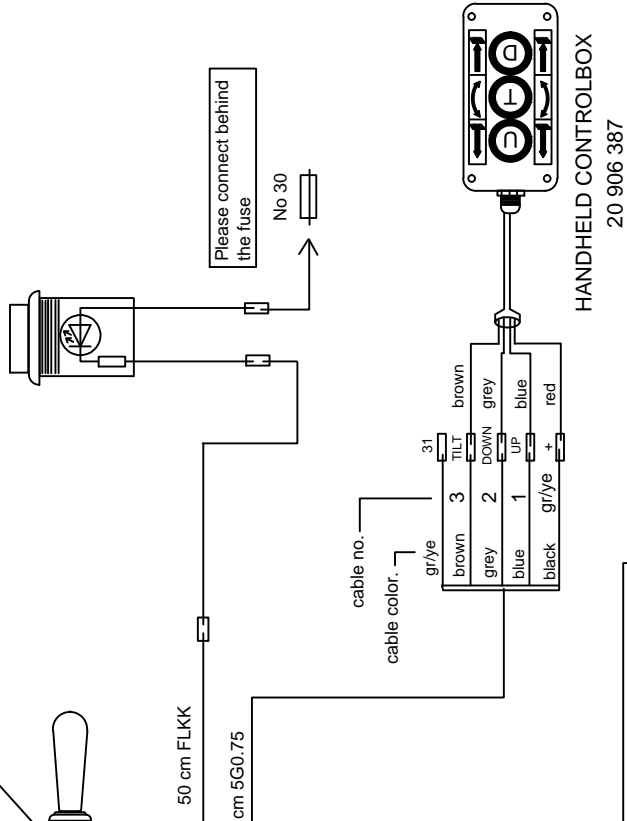 Please connect behind
the fuse
No 30
50 cm FLKK
cm 5G0.75
cable no.
cable color.
gr/ye
brown
grey
blue
black
3
2
1
gr/ye
31
TILT
DOWN
UP
+
brown
grey
blue
red
U
T
D
HANDHELD CONTROLBOX
20 906 387